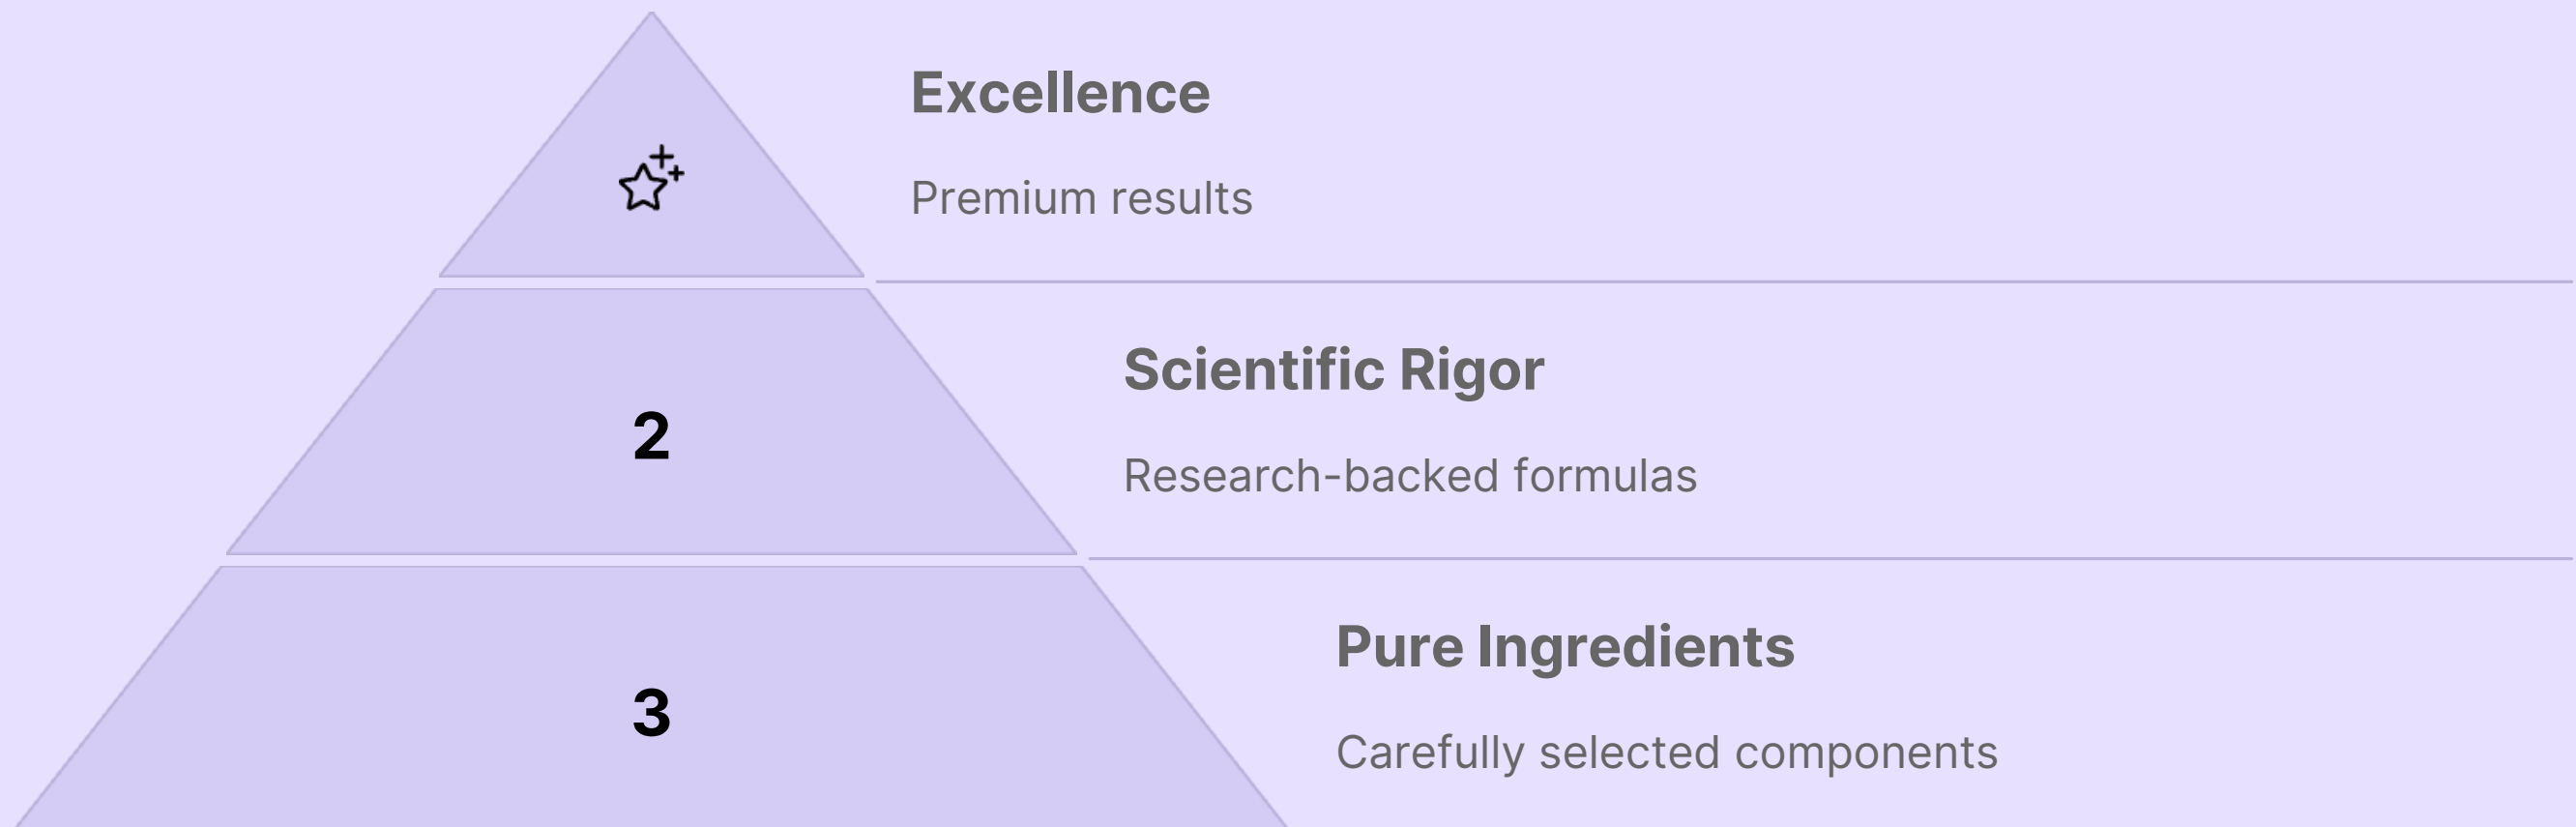 Excellence
Premium results
2
Scientific Rigor
Research-backed formulas
3
Pure Ingredients
Carefully selected components